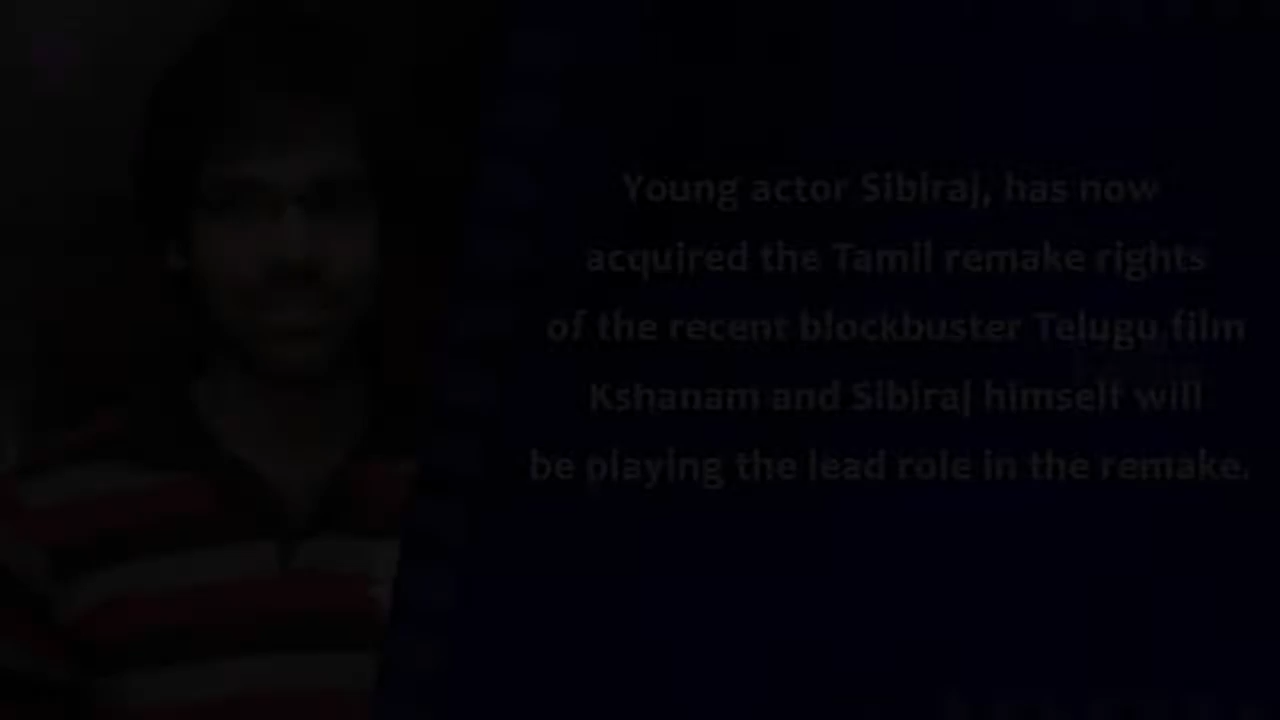 Young actor Sibiraj, has now
acquired the Tamil remake rights
of the recent blockbuster Telugu film
Kshanam and Sibiraj himself will
be playing the lead role in the remake.